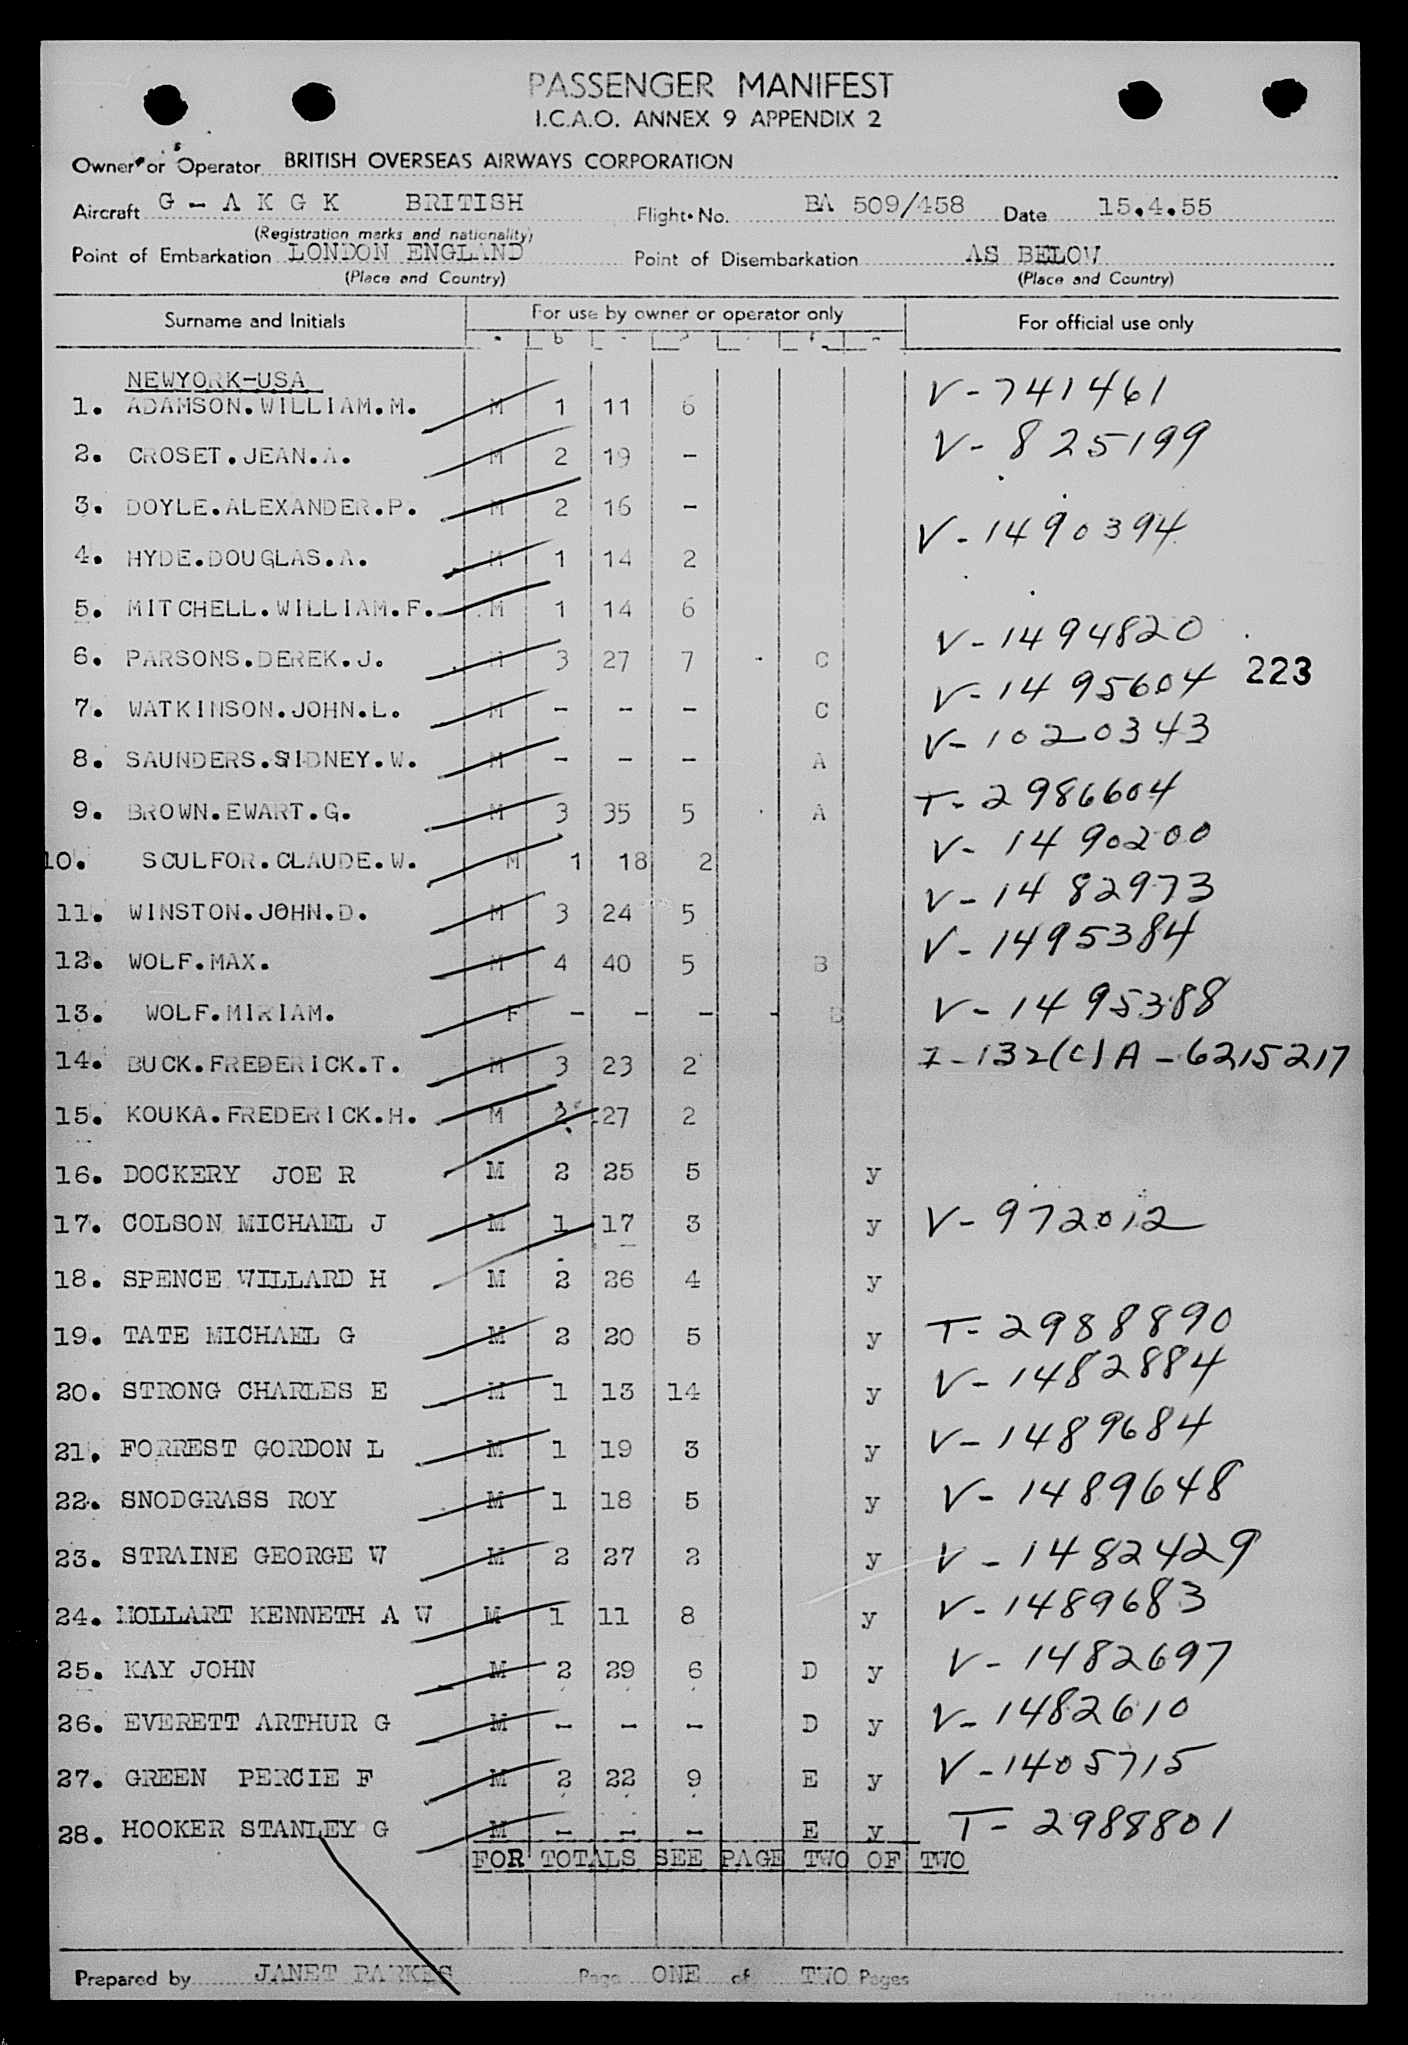 PASSENGER MANIFEST
I.C.A.O. ANNEX 9 APPENDIX 2
Owner or Operator BRITISH OVERSEAS AIRWAYS CORPORATION
Aircraft G - A K G K BRITISH Flight No. BA 509/458 Date 15.4.55
(Registration marks and nationality)
Point of Embarkation LONDON ENGLAND Point of Disembarkation AS BELOW
(Place and Country) (Place and Country)
Surname and Initials For use by owner or operator only For official use only
b
NEWYORK-USA
1. ADAMSON.WILLIAM.M. M 1 11 6 V-741461
2. CROSET.JEAN.A. M 2 19 - V-825199
3. DOYLE.ALEXANDER.P. M 2 16 -
4. HYDE.DOUGLAS.A. M 1 14 2 V-1490394
5. MITCHELL.WILLIAM.F. M 1 14 6
6. PARSONS.DEREK.J. M 3 27 7 C V-1494820
223
7. WATKINSON.JOHN.L. M - - - C V-1495604
8. SAUNDERS.SIDNEY.W. M - - - A V-1020343
9. BROWN.EWART.G. M 3 35 5 A T-2986604
10. SCULFOR.CLAUDE.W. M 1 18 2 V-1490200
11. WINSTON.JOHN.D. M 3 24 5 V-1482973
12. WOLF.MAX. M 4 40 5 B V-1495384
13. WOLF.MIRIAM. F - - - - B V-1495388
14. BUCK.FREDERICK.T. M 3 23 2 I-132(C)A-6215217
15. KOUKA.FREDERICK.H. M 2 27 2
16. DOCKERY JOE R M 2 25 5 y
17. COLSON MICHAEL J M 1 17 3 y V-972012
18. SPENCE WILLARD H M 2 26 4 y
19. TATE MICHAEL G M 2 20 5 y T-2988890
20. STRONG CHARLES E M 1 13 14 y V-1482884
21. FORREST GORDON L M 1 19 3 y V-1489684
22. SNODGRASS ROY M 1 18 5 y V-1489648
23. STRAINE GEORGE W M 2 27 2 y V-1482429
24. MOLLART KENNETH A W M 1 11 8 y V-1489683
25. KAY JOHN M 2 29 6 D y V-1482697
26. EVERETT ARTHUR G M - - - D y V-1482610
27. GREEN PERCIE F M 2 22 9 E y V-1405715
28. HOOKER STANLEY G M - - - E y T-2988801
FOR TOTALS SEE PAGE TWO OF TWO
Prepared by JANET PARKES Page ONE of TWO Pages